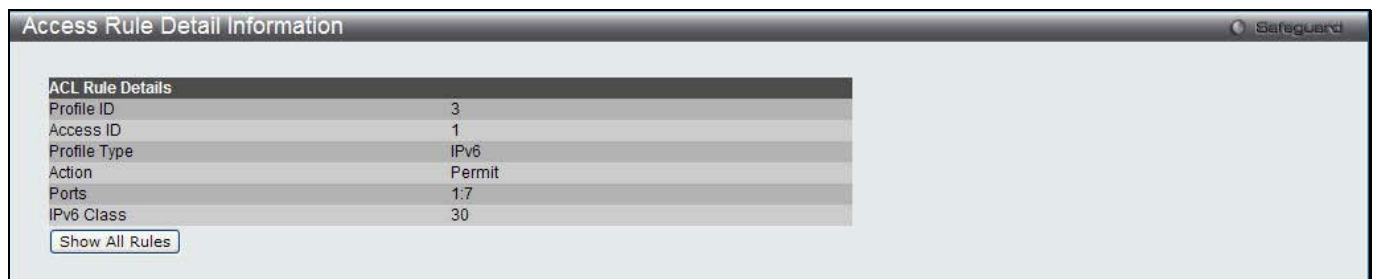 Access Rule Detail Information
Safeguard
ACL Rule Details
Profile ID 3
Access ID 1
Profile Type IPv6
Action Permit
Ports 1:7
IPv6 Class 30
Show All Rules